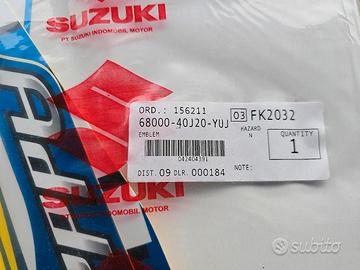 SUZUKI
PT SUZUKI INDOMOBIL MOTOR
ORD.: 156211
03 FK2032
68000-40J20-YUJ
EMBLEM
HAZARD
N
QUANTITY
1
042404391
DIST. 09 DLR. 000184
NOTE:
SUZUKI
PT SUZUKI INDOMOBIL MOTOR
subito